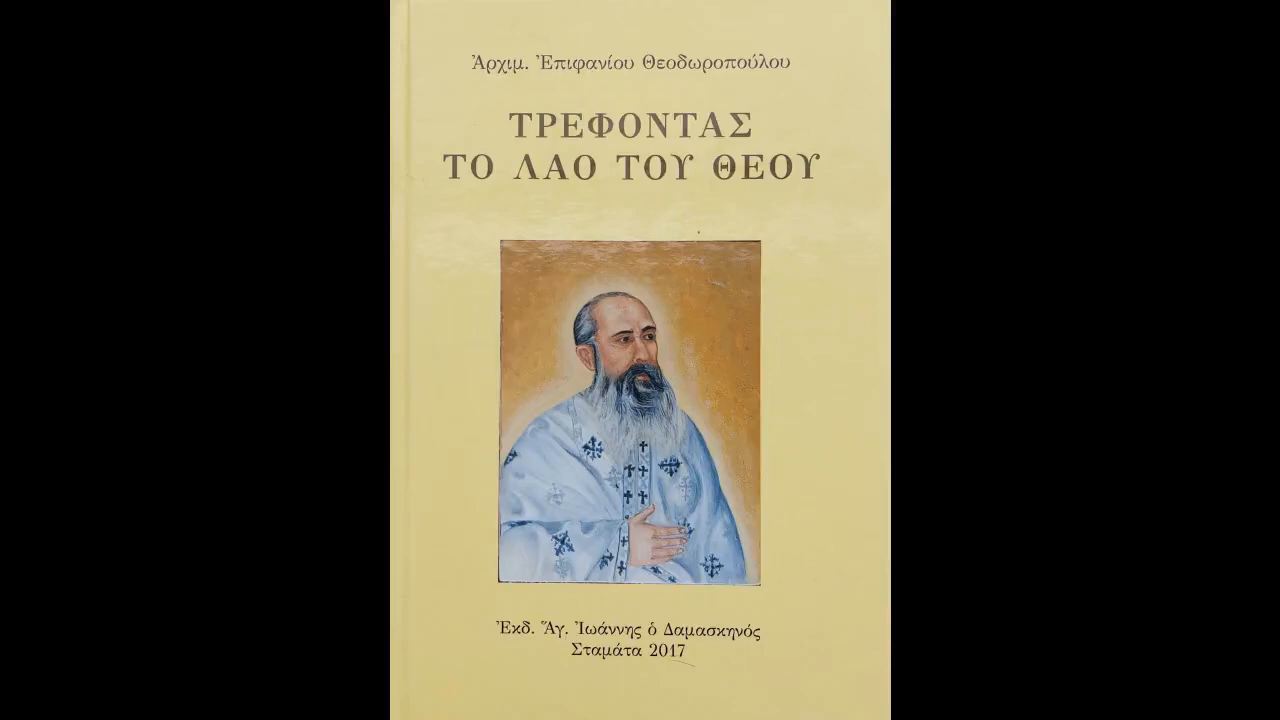 Ἀρχιμ. Ἐπιφανίου Θεοδωροπούλου
ΤΡΕΦΟΝΤΑΣ
ΤΟ ΛΑΟ ΤΟΥ ΘΕΟΥ
Ἐκδ. Ἅγ. Ἰωάννης ὁ Δαμασκηνός
Σταμάτα 2017